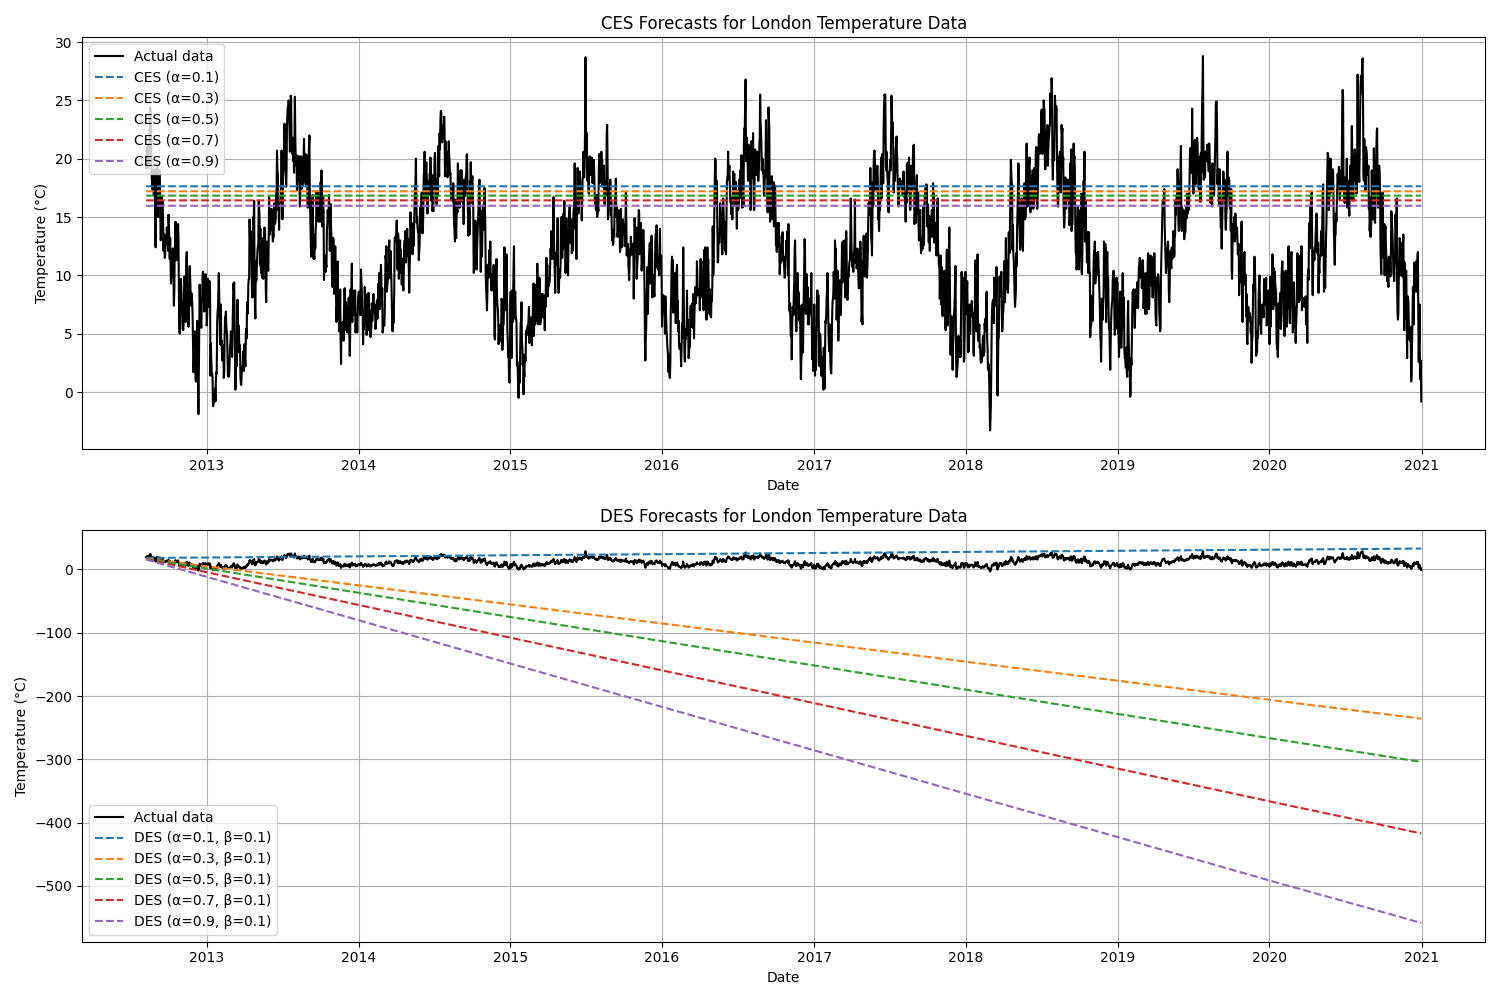 CES Forecasts for London Temperature Data
Temperature (°C)
30
25
20
15
10
5
0
Actual data
CES (α=0.1)
CES (α=0.3)
CES (α=0.5)
CES (α=0.7)
CES (α=0.9)
2013 2014 2015 2016 2017 2018 2019 2020 2021
Date
DES Forecasts for London Temperature Data
Temperature (°C)
0
−100
−200
−300
−400
−500
Actual data
DES (α=0.1, β=0.1)
DES (α=0.3, β=0.1)
DES (α=0.5, β=0.1)
DES (α=0.7, β=0.1)
DES (α=0.9, β=0.1)
2013 2014 2015 2016 2017 2018 2019 2020 2021
Date